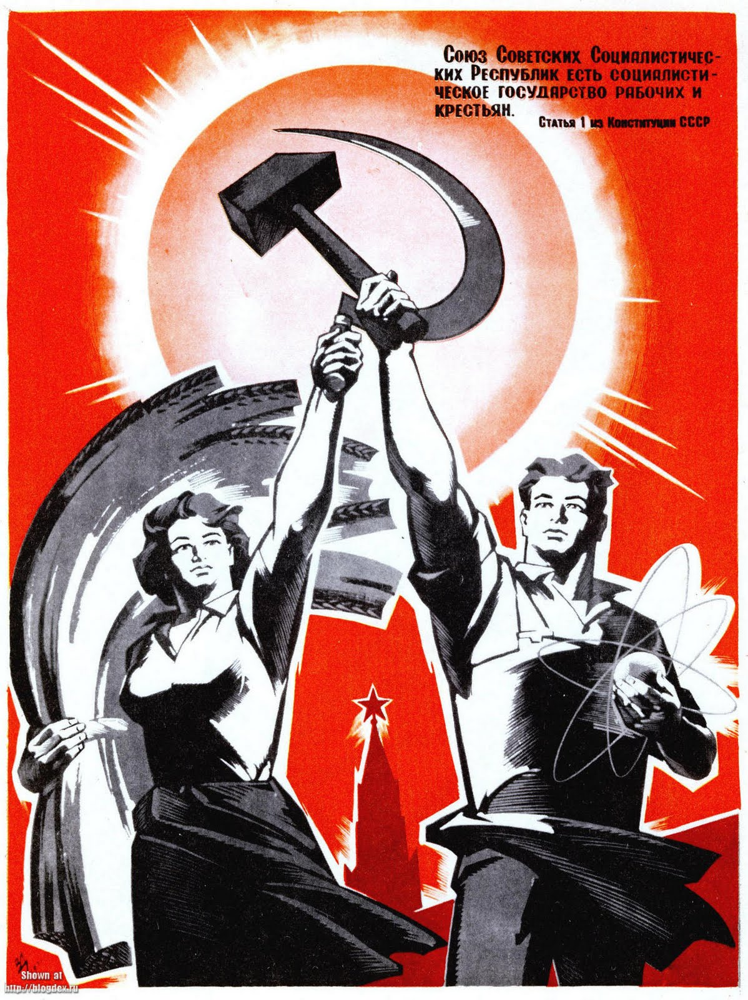 Союз Советских Социалистичес-
ких Республик есть социалисти-
ческое государство рабочих и
крестьян.
Статья 1 из Конституции СССР
Shown at
http://blogdex.ru